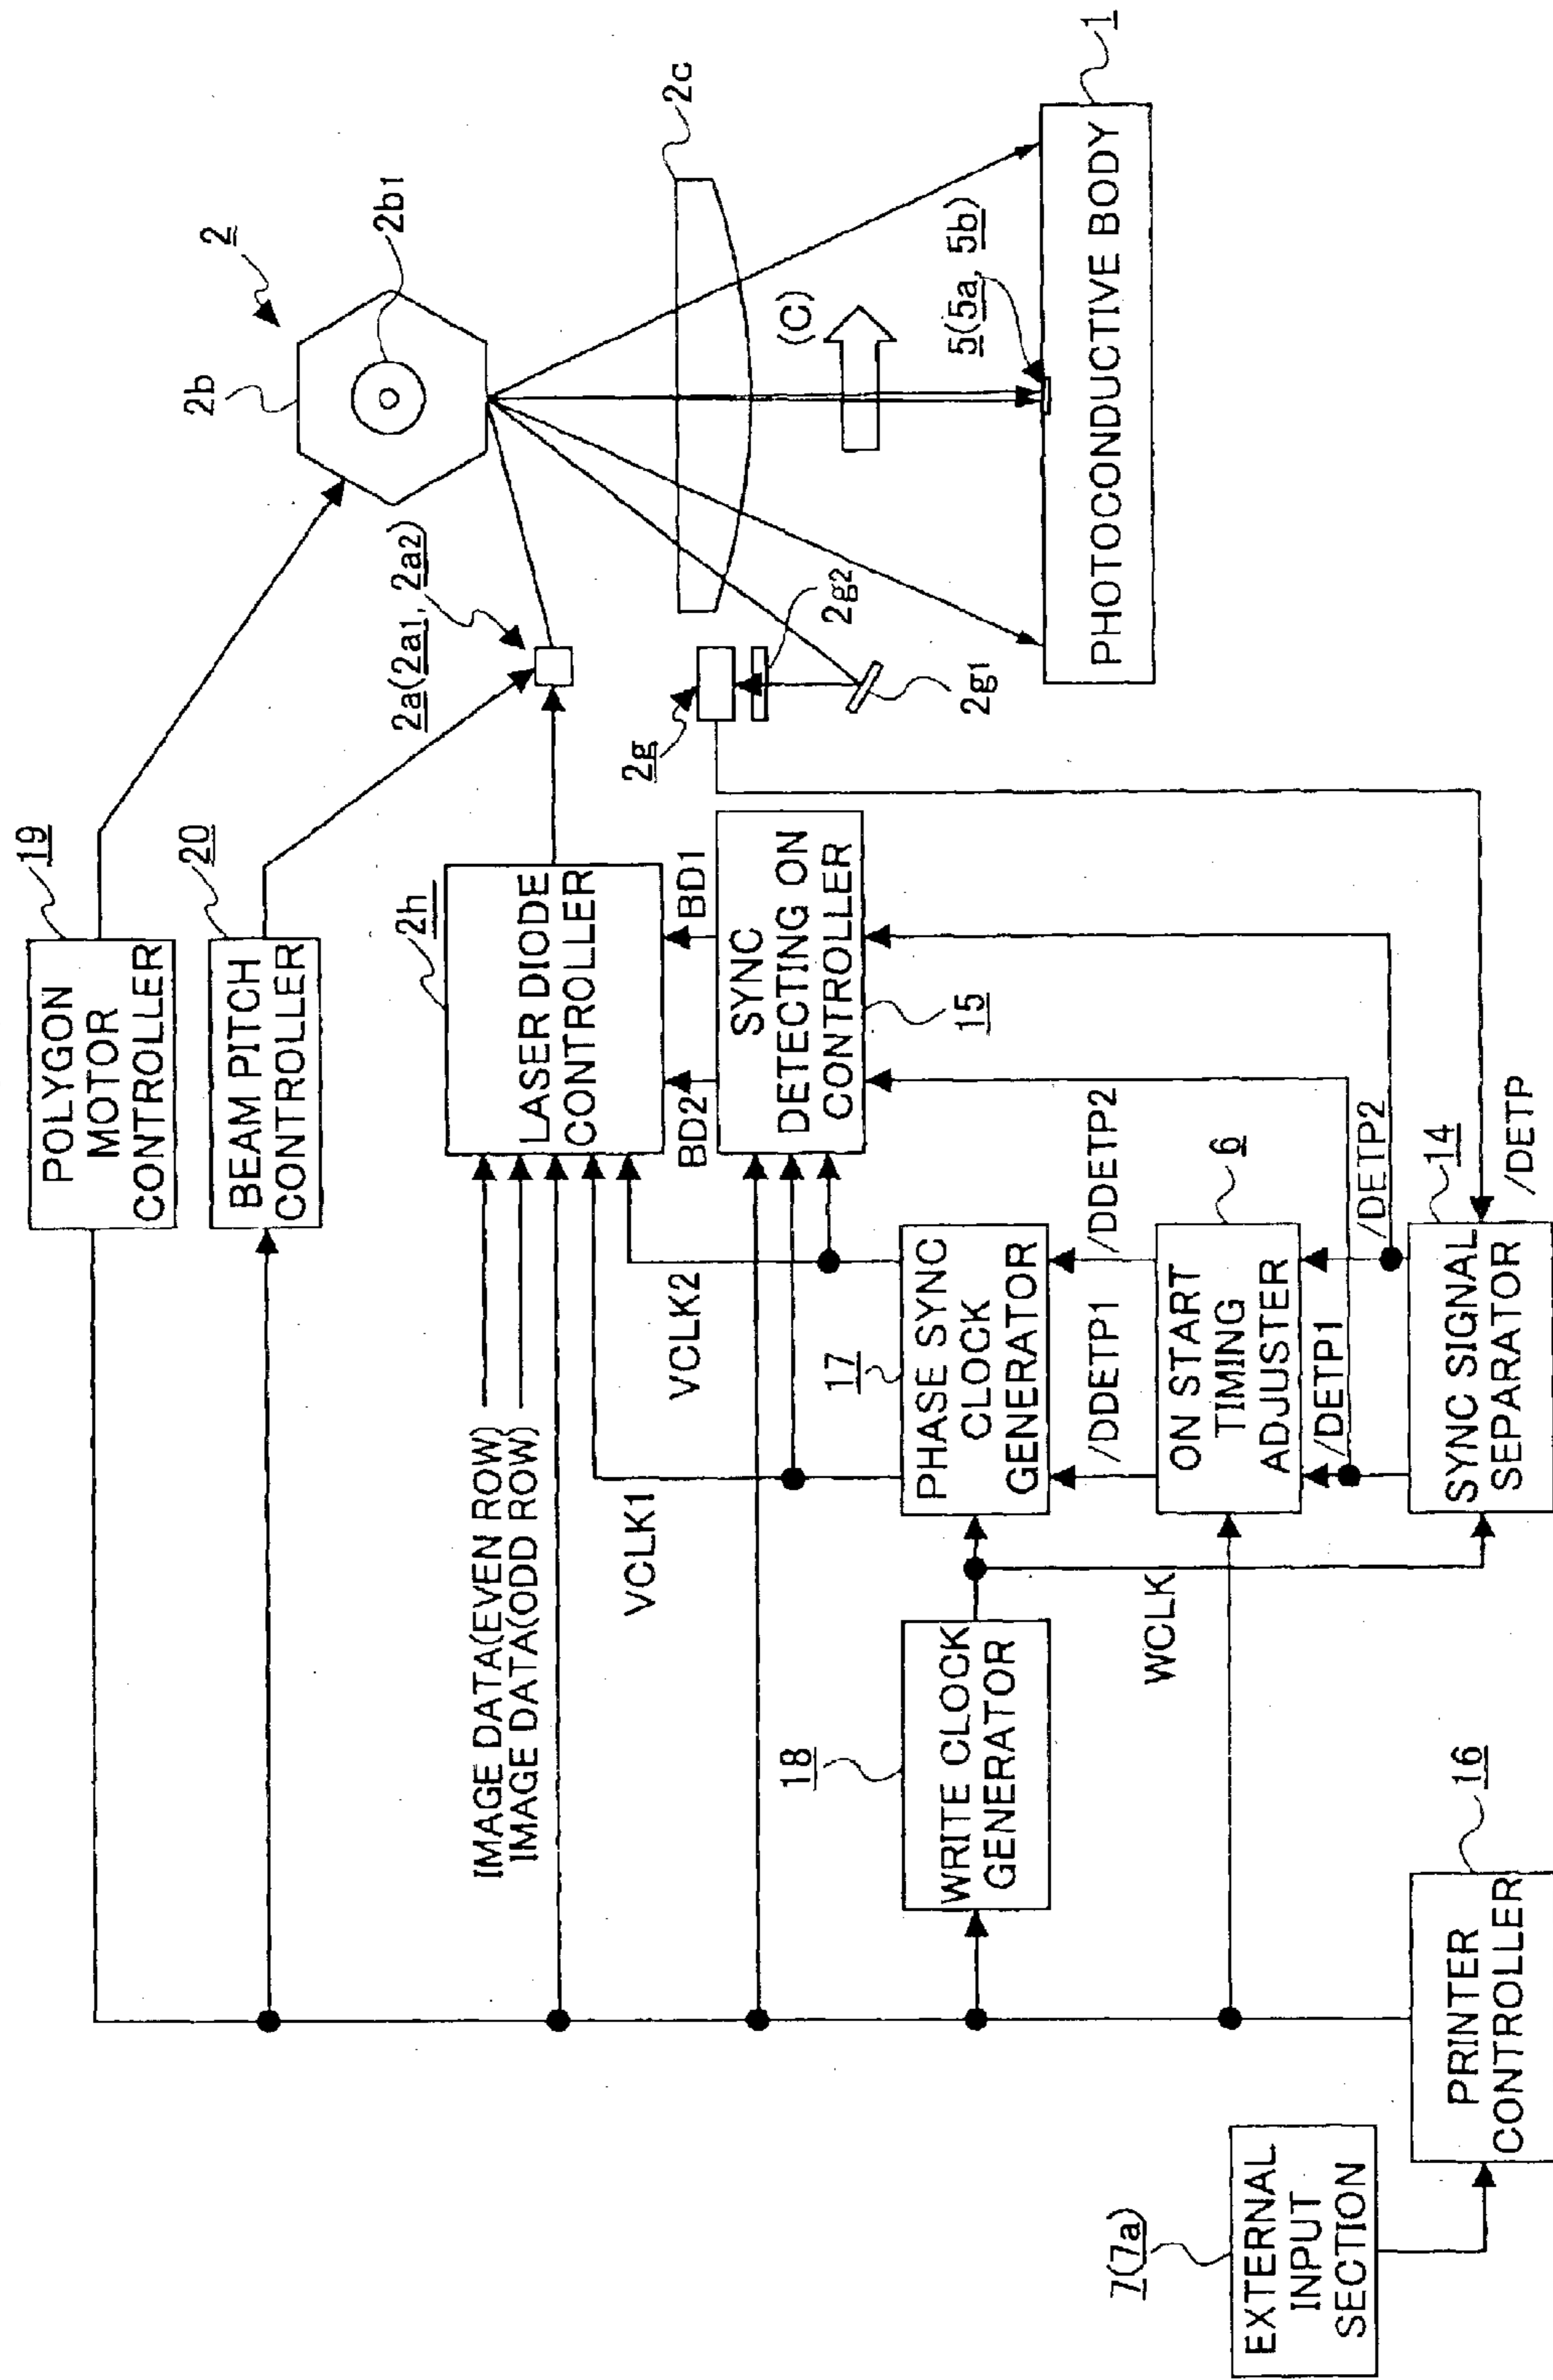 POLYGON
MOTOR
CONTROLLER
19
BEAM PITCH
CONTROLLER
20
2
2b
2b1
2a(2a1, 2a2)
2c
IMAGE DATA(EVEN ROW)
IMAGE DATA(ODD ROW)
LASER DIODE
CONTROLLER
2h
VCLK1
VCLK2
BD2
BD1
SYNC
DETECTING ON
CONTROLLER
15
2g
2g2
2g1
(C)
5(5a, 5b)
PHOTOCONDUCTIVE BODY
1
WRITE CLOCK
GENERATOR
18
PHASE SYNC
CLOCK
GENERATOR
17
/DDETP1
/DDETP2
WCLK
ON START
TIMING
ADJUSTER
6
/DETP1
/DETP2
SYNC SIGNAL
SEPARATOR
14
/DETP
EXTERNAL
INPUT
SECTION
7(7a)
PRINTER
CONTROLLER
16